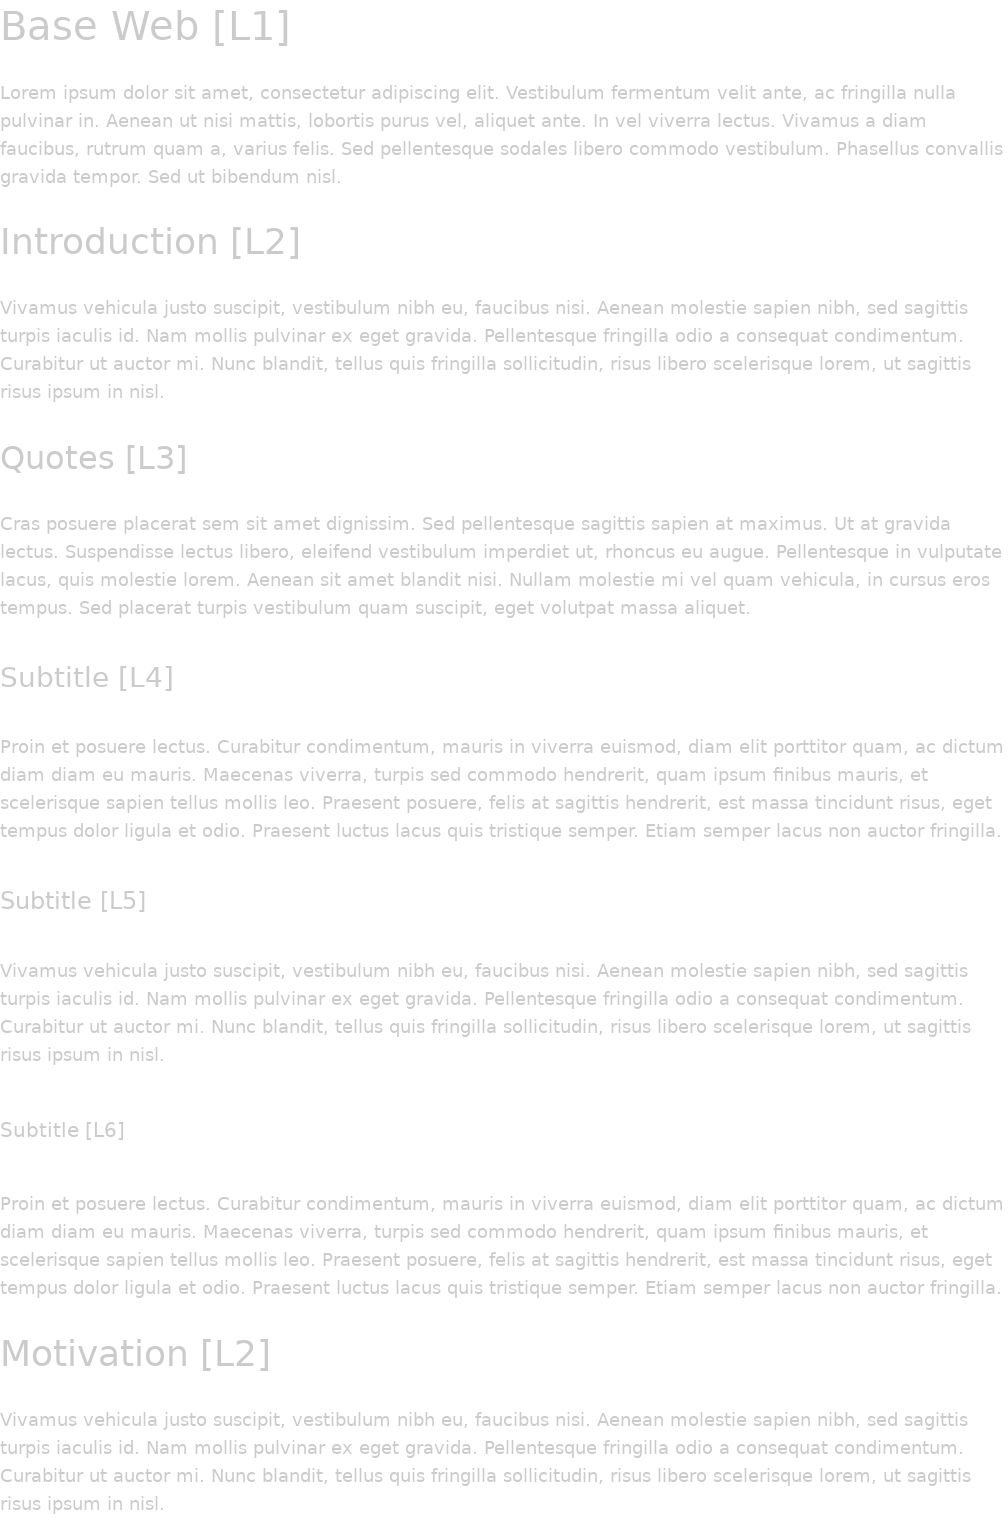 Base Web [L1]
Lorem ipsum dolor sit amet, consectetur adipiscing elit. Vestibulum fermentum velit ante, ac fringilla nulla
pulvinar in. Aenean ut nisi mattis, lobortis purus vel, aliquet ante. In vel viverra lectus. Vivamus a diam
faucibus, rutrum quam a, varius felis. Sed pellentesque sodales libero commodo vestibulum. Phasellus convallis
gravida tempor. Sed ut bibendum nisl.
Introduction [L2]
Vivamus vehicula justo suscipit, vestibulum nibh eu, faucibus nisi. Aenean molestie sapien nibh, sed sagittis
turpis iaculis id. Nam mollis pulvinar ex eget gravida. Pellentesque fringilla odio a consequat condimentum.
Curabitur ut auctor mi. Nunc blandit, tellus quis fringilla sollicitudin, risus libero scelerisque lorem, ut sagittis
risus ipsum in nisl.
Quotes [L3]
Cras posuere placerat sem sit amet dignissim. Sed pellentesque sagittis sapien at maximus. Ut at gravida
lectus. Suspendisse lectus libero, eleifend vestibulum imperdiet ut, rhoncus eu augue. Pellentesque in vulputate
lacus, quis molestie lorem. Aenean sit amet blandit nisi. Nullam molestie mi vel quam vehicula, in cursus eros
tempus. Sed placerat turpis vestibulum quam suscipit, eget volutpat massa aliquet.
Subtitle [L4]
Proin et posuere lectus. Curabitur condimentum, mauris in viverra euismod, diam elit porttitor quam, ac dictum
diam diam eu mauris. Maecenas viverra, turpis sed commodo hendrerit, quam ipsum finibus mauris, et
scelerisque sapien tellus mollis leo. Praesent posuere, felis at sagittis hendrerit, est massa tincidunt risus, eget
tempus dolor ligula et odio. Praesent luctus lacus quis tristique semper. Etiam semper lacus non auctor fringilla.
Subtitle [L5]
Vivamus vehicula justo suscipit, vestibulum nibh eu, faucibus nisi. Aenean molestie sapien nibh, sed sagittis
turpis iaculis id. Nam mollis pulvinar ex eget gravida. Pellentesque fringilla odio a consequat condimentum.
Curabitur ut auctor mi. Nunc blandit, tellus quis fringilla sollicitudin, risus libero scelerisque lorem, ut sagittis
risus ipsum in nisl.
Subtitle [L6]
Proin et posuere lectus. Curabitur condimentum, mauris in viverra euismod, diam elit porttitor quam, ac dictum
diam diam eu mauris. Maecenas viverra, turpis sed commodo hendrerit, quam ipsum finibus mauris, et
scelerisque sapien tellus mollis leo. Praesent posuere, felis at sagittis hendrerit, est massa tincidunt risus, eget
tempus dolor ligula et odio. Praesent luctus lacus quis tristique semper. Etiam semper lacus non auctor fringilla.
Motivation [L2]
Vivamus vehicula justo suscipit, vestibulum nibh eu, faucibus nisi. Aenean molestie sapien nibh, sed sagittis
turpis iaculis id. Nam mollis pulvinar ex eget gravida. Pellentesque fringilla odio a consequat condimentum.
Curabitur ut auctor mi. Nunc blandit, tellus quis fringilla sollicitudin, risus libero scelerisque lorem, ut sagittis
risus ipsum in nisl.